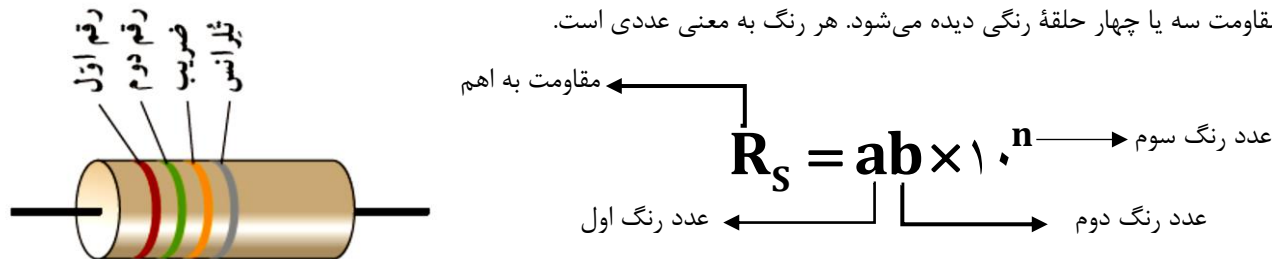 قاومت سه یا چهار حلقهٔ رنگی دیده می‌شود. هر رنگ به معنی عددی است.
رقم اوّل
رقم دوم
ضریب
تلرانس
مقاومت به اهم
R_S = ab×۱۰^n
عدد رنگ سوم
عدد رنگ اول
عدد رنگ دوم